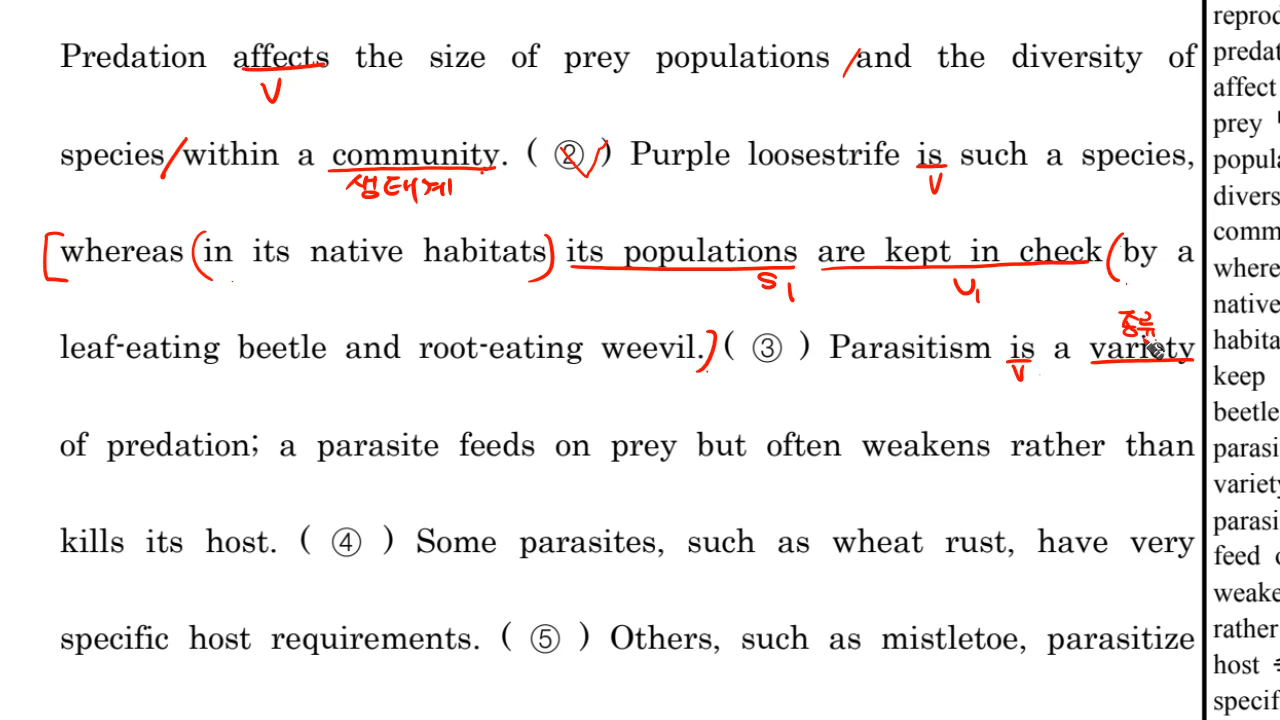 Predation affects the size of prey populations / and the diversity of
V
species / within a community. ( ② ) Purple loosestrife is such a species,
생태계
V
[ whereas ( in its native habitats ) its populations are kept in check ( by a
S1
V1
leaf-eating beetle and root-eating weevil. ] ( ③ ) Parasitism is a variety
V
of predation; a parasite feeds on prey but often weakens rather than
kills its host. ( ④ ) Some parasites, such as wheat rust, have very
specific host requirements. ( ⑤ ) Others, such as mistletoe, parasitize
reprod
predat
affect
prey
popula
divers
comm
where
native
habita
keep
beetle
parasi
variety
parasi
feed o
weake
rather
host
specif